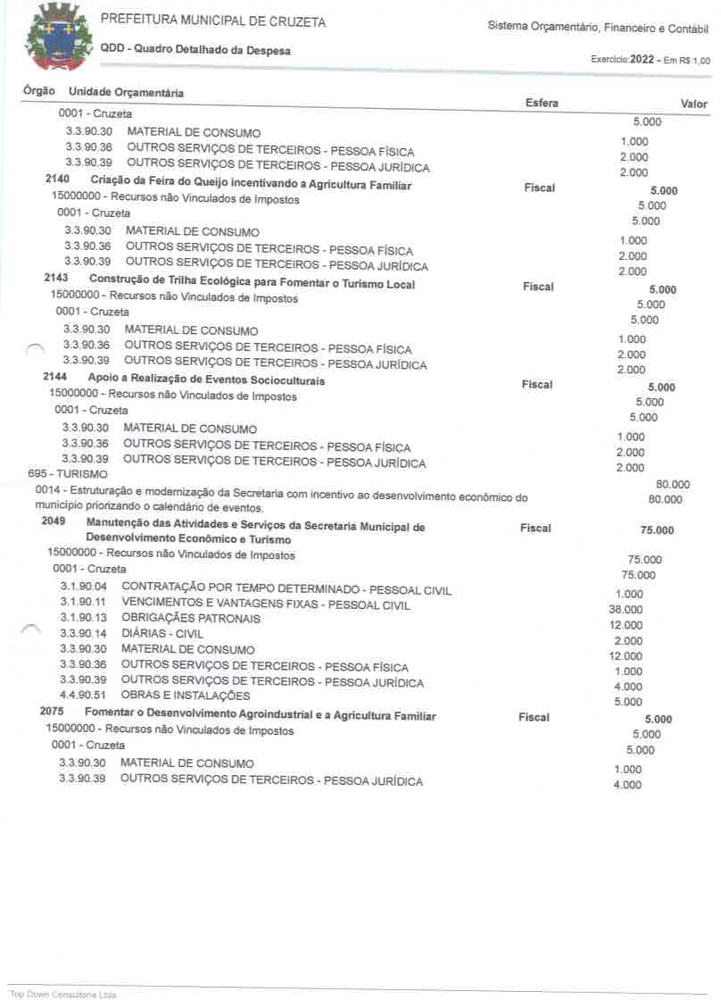 PREFEITURA MUNICIPAL DE CRUZETA
Sistema Orçamentário, Financeiro e Contábil
QDD - Quadro Detalhado da Despesa
Exercício:2022 - Em R$ 1,00
Órgão Unidade Orçamentária Esfera Valor
0001 - Cruzeta 5.000
3.3.90.30 MATERIAL DE CONSUMO 1.000
3.3.90.36 OUTROS SERVIÇOS DE TERCEIROS - PESSOA FÍSICA 2.000
3.3.90.39 OUTROS SERVIÇOS DE TERCEIROS - PESSOA JURÍDICA 2.000
2140 Criação da Feira do Queijo incentivando a Agricultura Familiar Fiscal 5.000
15000000 - Recursos não Vinculados de Impostos 5.000
0001 - Cruzeta 5.000
3.3.90.30 MATERIAL DE CONSUMO 1.000
3.3.90.36 OUTROS SERVIÇOS DE TERCEIROS - PESSOA FÍSICA 2.000
3.3.90.39 OUTROS SERVIÇOS DE TERCEIROS - PESSOA JURÍDICA 2.000
2143 Construção de Trilha Ecológica para Fomentar o Turismo Local Fiscal 5.000
15000000 - Recursos não Vinculados de Impostos 5.000
0001 - Cruzeta 5.000
3.3.90.30 MATERIAL DE CONSUMO 1.000
3.3.90.36 OUTROS SERVIÇOS DE TERCEIROS - PESSOA FÍSICA 2.000
3.3.90.39 OUTROS SERVIÇOS DE TERCEIROS - PESSOA JURÍDICA 2.000
2144 Apoio a Realização de Eventos Socioculturais Fiscal 5.000
15000000 - Recursos não Vinculados de Impostos 5.000
0001 - Cruzeta 5.000
3.3.90.30 MATERIAL DE CONSUMO 1.000
3.3.90.36 OUTROS SERVIÇOS DE TERCEIROS - PESSOA FÍSICA 2.000
3.3.90.39 OUTROS SERVIÇOS DE TERCEIROS - PESSOA JURÍDICA 2.000
695 - TURISMO 80.000
0014 - Estruturação e modernização da Secretaria com incentivo ao desenvolvimento econômico do 80.000
município priorizando o calendário de eventos.
2049 Manutenção das Atividades e Serviços da Secretaria Municipal de Fiscal 75.000
Desenvolvimento Econômico e Turismo
15000000 - Recursos não Vinculados de Impostos 75.000
0001 - Cruzeta 75.000
3.1.90.04 CONTRATAÇÃO POR TEMPO DETERMINADO - PESSOAL CIVIL 1.000
3.1.90.11 VENCIMENTOS E VANTAGENS FIXAS - PESSOAL CIVIL 38.000
3.1.90.13 OBRIGAÇÃES PATRONAIS 12.000
3.3.90.14 DIÁRIAS - CIVIL 2.000
3.3.90.30 MATERIAL DE CONSUMO 12.000
3.3.90.36 OUTROS SERVIÇOS DE TERCEIROS - PESSOA FÍSICA 1.000
3.3.90.39 OUTROS SERVIÇOS DE TERCEIROS - PESSOA JURÍDICA 4.000
4.4.90.51 OBRAS E INSTALAÇÕES 5.000
2075 Fomentar o Desenvolvimento Agroindustrial e a Agricultura Familiar Fiscal 5.000
15000000 - Recursos não Vinculados de Impostos 5.000
0001 - Cruzeta 5.000
3.3.90.30 MATERIAL DE CONSUMO 1.000
3.3.90.39 OUTROS SERVIÇOS DE TERCEIROS - PESSOA JURÍDICA 4.000
Top Down Consultoria Ltda